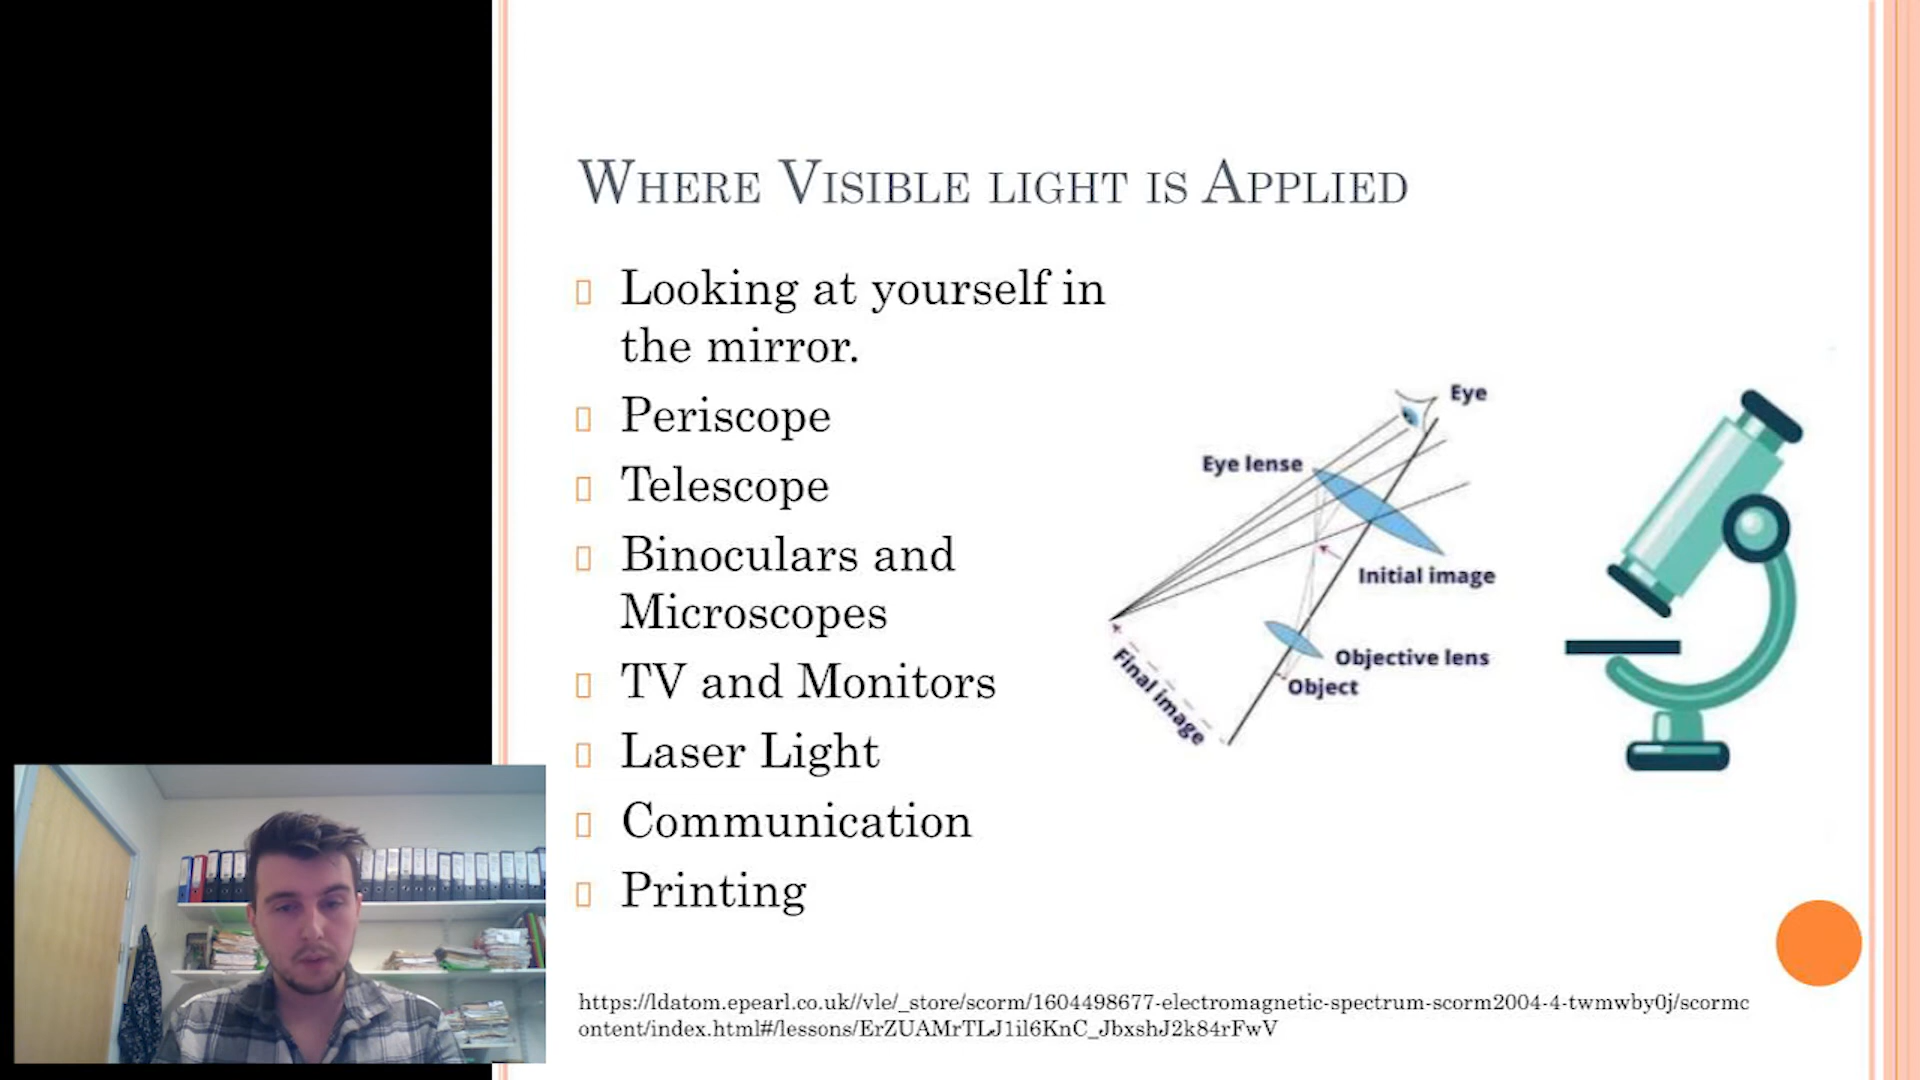 Where Visible light is Applied
Looking at yourself in
the mirror.
Periscope
Telescope
Binoculars and
Microscopes
TV and Monitors
Laser Light
Communication
Printing
Eye
Eye lense
Initial image
Objective lens
Object
Final image
https://ldatom.epearl.co.uk//vle/_store/scorm/1604498677-electromagnetic-spectrum-scorm2004-4-twmwby0j/scormc
ontent/index.html#/lessons/ErZUAMrTLJ1il6KnC_JbxshJ2k84rFwV